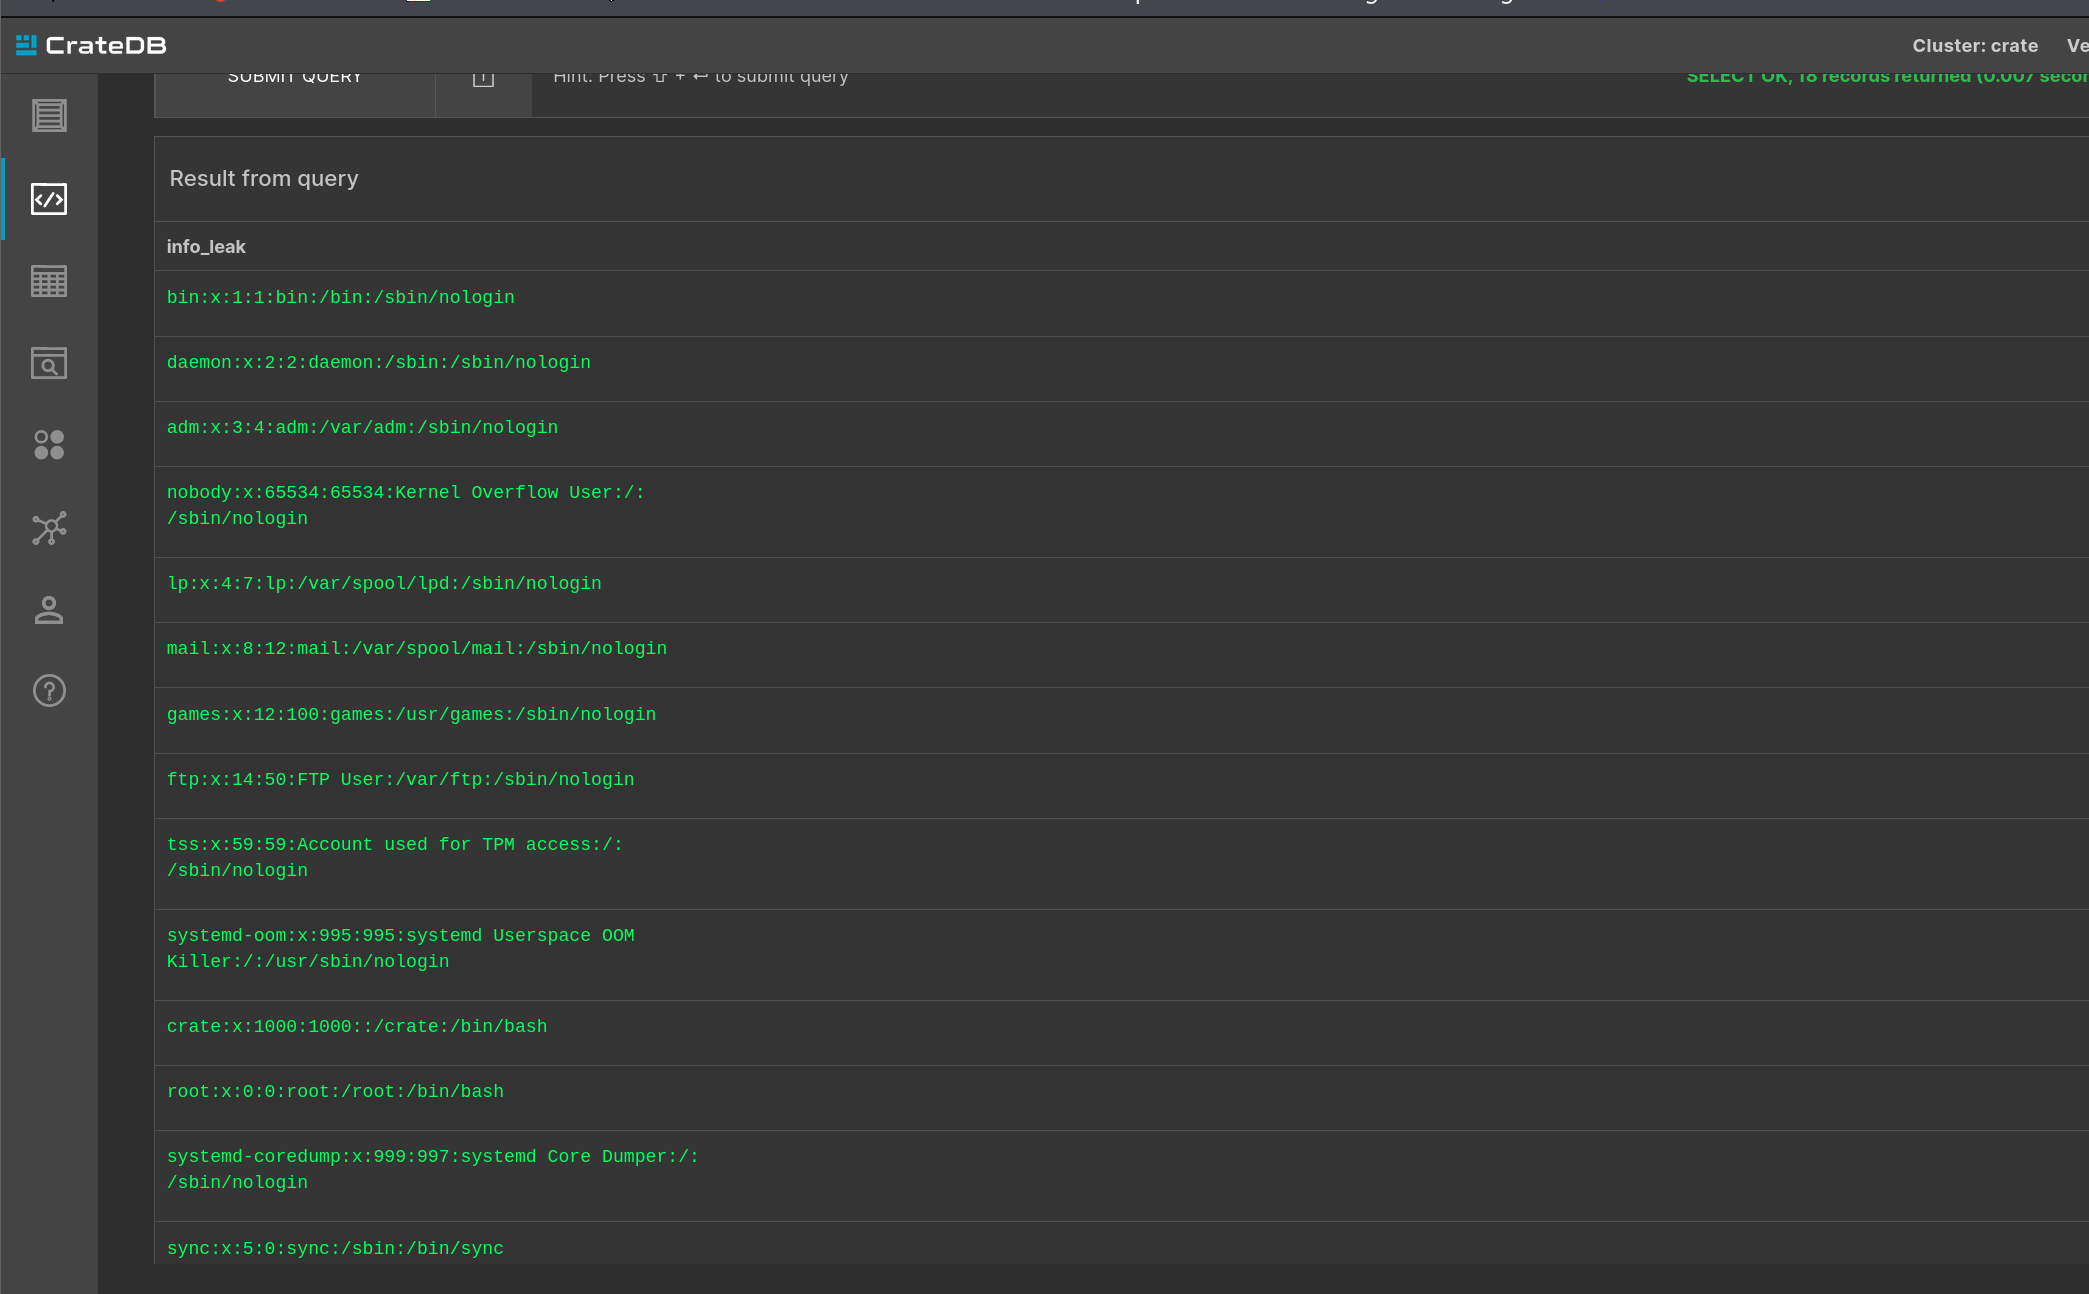 CrateDB
Cluster: crate
SUBMIT QUERY
Hint: Press ⇧ + ↩ to submit query
SELECT OK, 18 records returned (0.007
Result from query
info_leak
bin:x:1:1:bin:/bin:/sbin/nologin
daemon:x:2:2:daemon:/sbin:/sbin/nologin
adm:x:3:4:adm:/var/adm:/sbin/nologin
nobody:x:65534:65534:Kernel Overflow User:/:
/sbin/nologin
lp:x:4:7:lp:/var/spool/lpd:/sbin/nologin
mail:x:8:12:mail:/var/spool/mail:/sbin/nologin
games:x:12:100:games:/usr/games:/sbin/nologin
ftp:x:14:50:FTP User:/var/ftp:/sbin/nologin
tss:x:59:59:Account used for TPM access:/:
/sbin/nologin
systemd-oom:x:995:995:systemd Userspace OOM
Killer:/:/usr/sbin/nologin
crate:x:1000:1000::/crate:/bin/bash
root:x:0:0:root:/root:/bin/bash
systemd-coredump:x:999:997:systemd Core Dumper:/:
/sbin/nologin
sync:x:5:0:sync:/sbin:/bin/sync